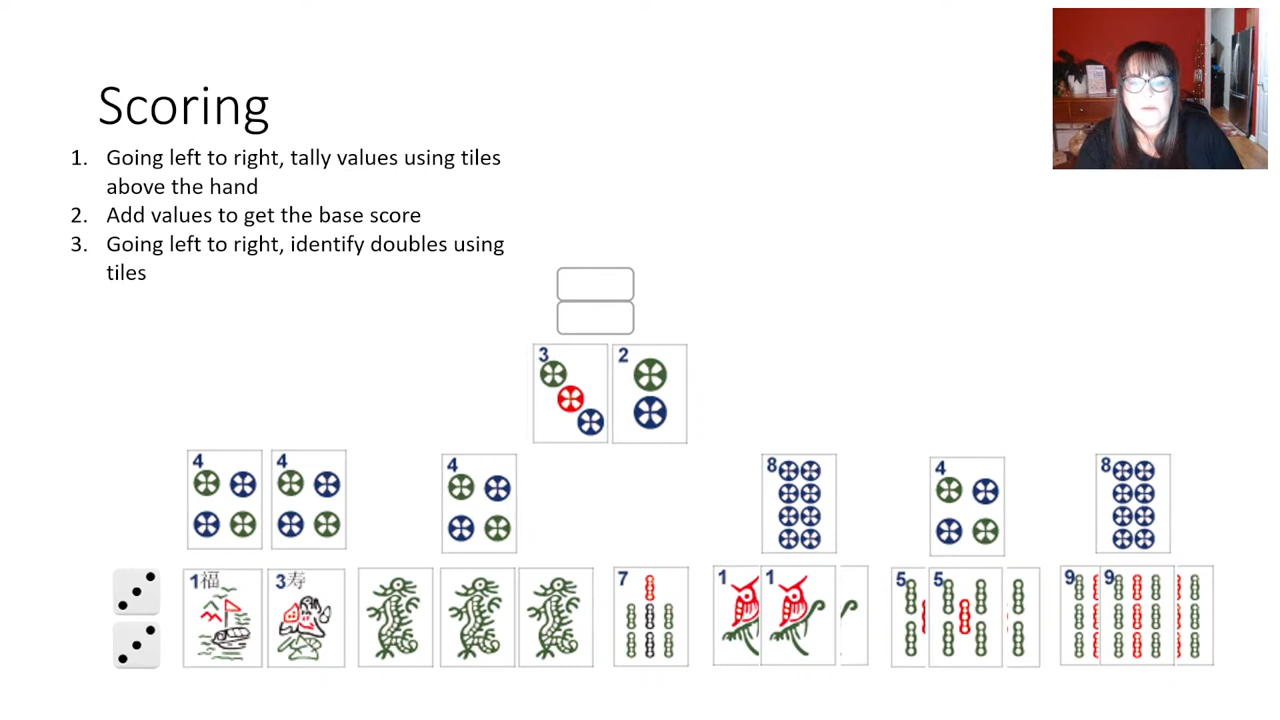 Scoring
1. Going left to right, tally values using tiles
above the hand
2. Add values to get the base score
3. Going left to right, identify doubles using
tiles
3 2
4 4 4 8 4 8
1福 3寿 7 1 1 5 5 9 9